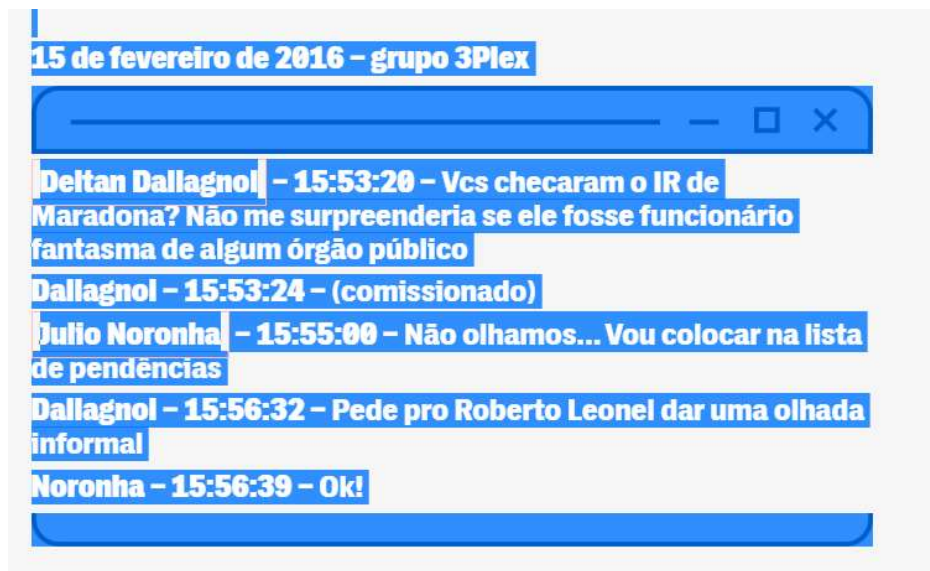 15 de fevereiro de 2016 – grupo 3Plex
Deltan Dallagnol – 15:53:20 – Vcs checaram o IR de
Maradona? Não me surpreenderia se ele fosse funcionário
fantasma de algum órgão público
Dallagnol – 15:53:24 – (comissionado)
Julio Noronha – 15:55:00 – Não olhamos... Vou colocar na lista
de pendências
Dallagnol – 15:56:32 – Pede pro Roberto Leonel dar uma olhada
informal
Noronha – 15:56:39 – Ok!